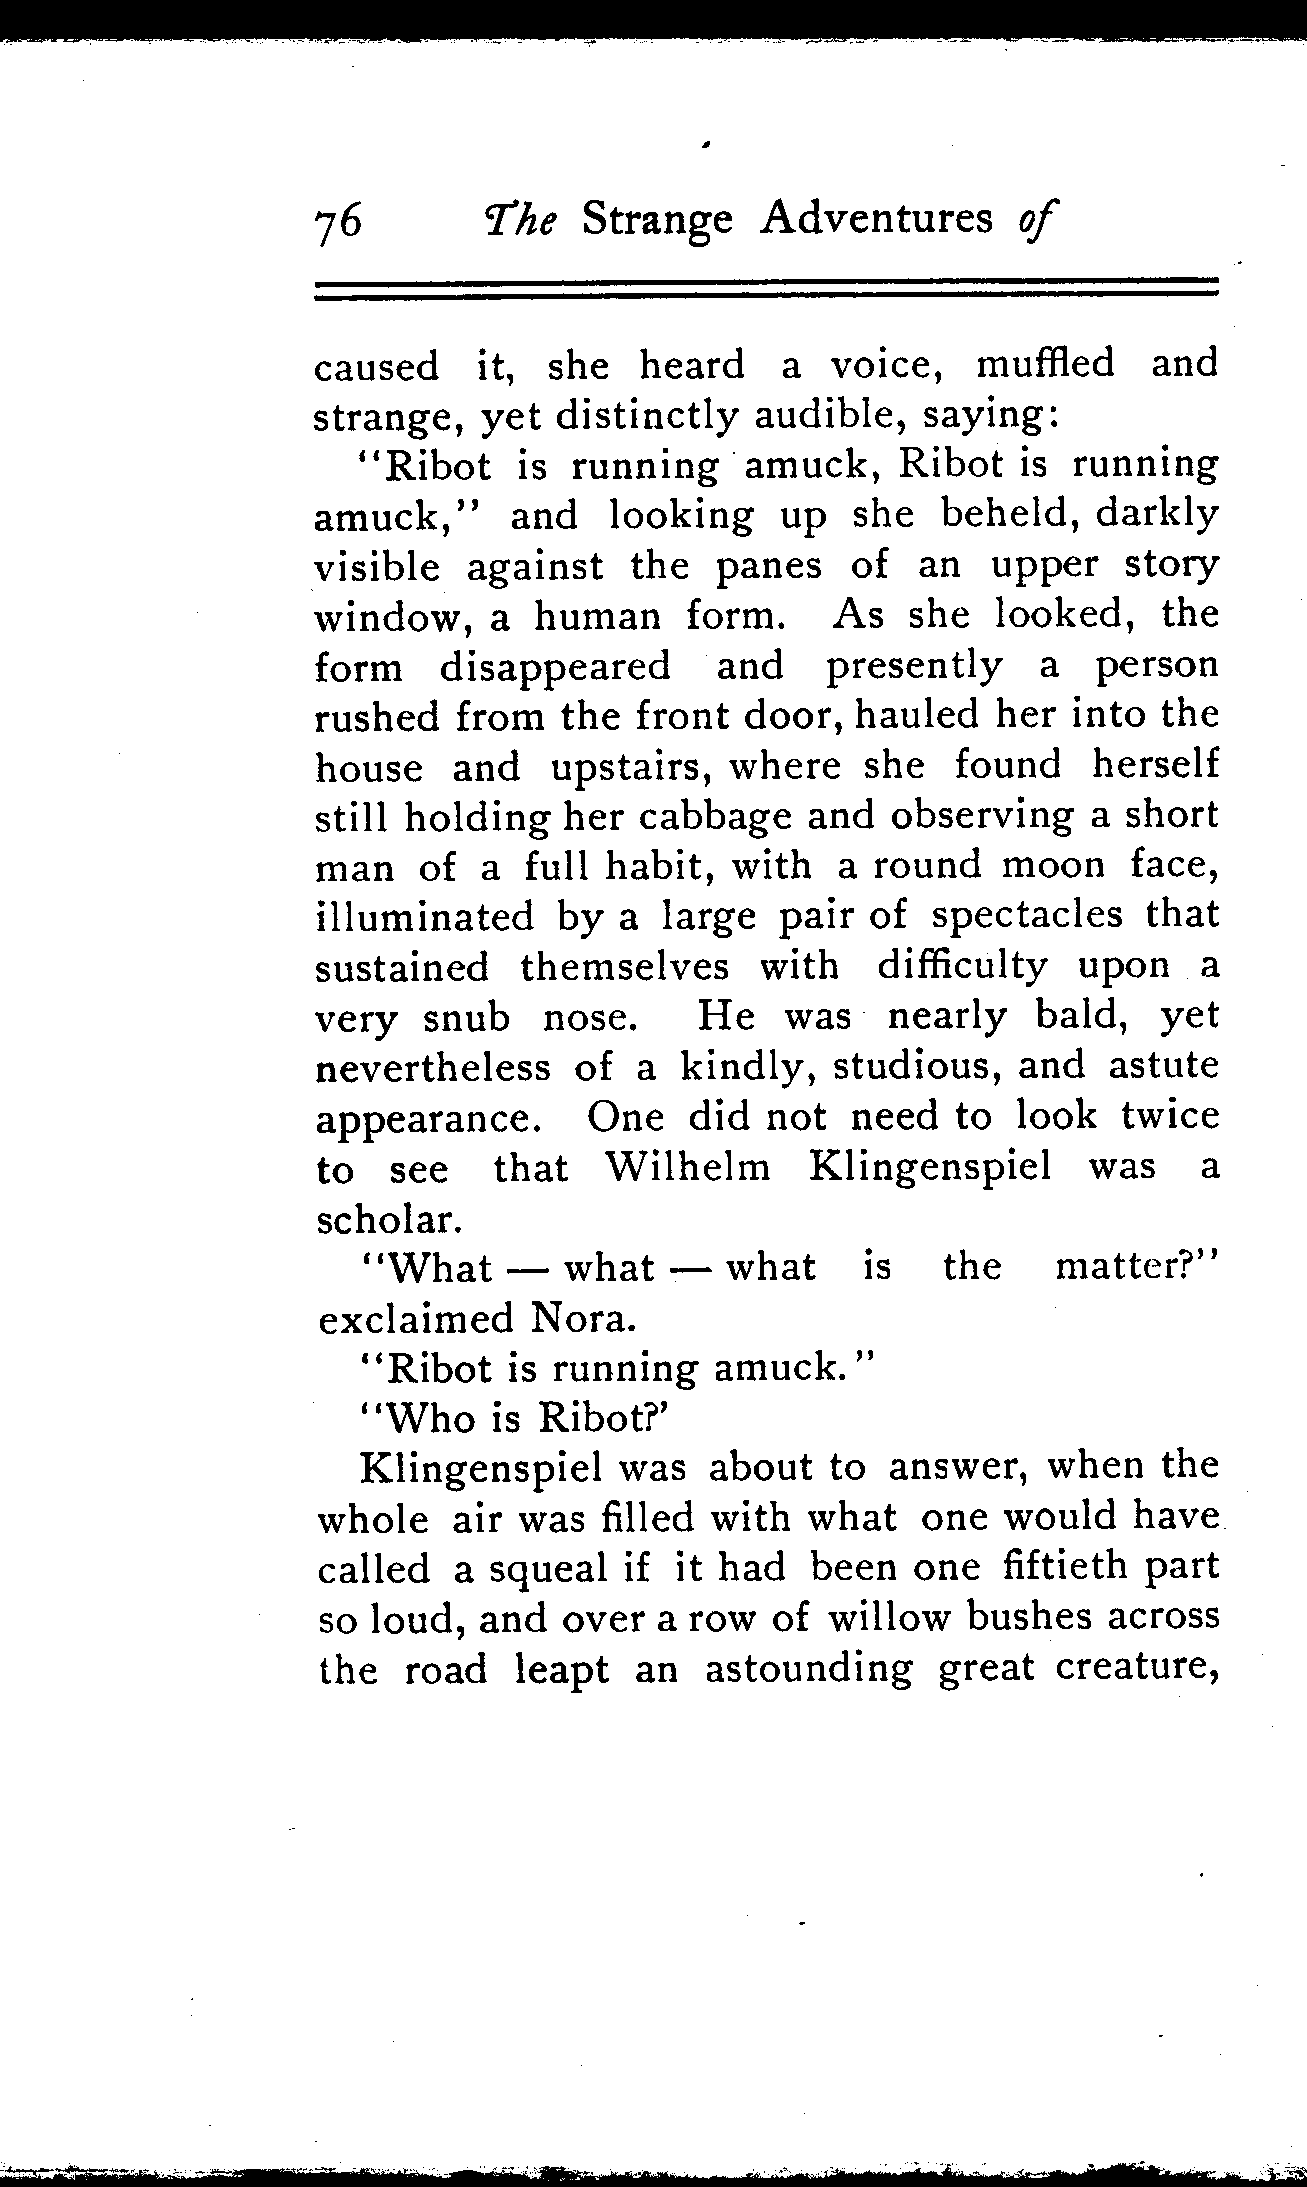 76 The Strange Adventures of
caused it, she heard a voice, muffled and
strange, yet distinctly audible, saying:
"Ribot is running amuck, Ribot is running
amuck," and looking up she beheld, darkly
visible against the panes of an upper story
window, a human form. As she looked, the
form disappeared and presently a person
rushed from the front door, hauled her into the
house and upstairs, where she found herself
still holding her cabbage and observing a short
man of a full habit, with a round moon face,
illuminated by a large pair of spectacles that
sustained themselves with difficulty upon a
very snub nose. He was nearly bald, yet
nevertheless of a kindly, studious, and astute
appearance. One did not need to look twice
to see that Wilhelm Klingenspiel was a
scholar.
"What — what — what is the matter?"
exclaimed Nora.
"Ribot is running amuck."
"Who is Ribot?'
Klingenspiel was about to answer, when the
whole air was filled with what one would have
called a squeal if it had been one fiftieth part
so loud, and over a row of willow bushes across
the road leapt an astounding great creature,